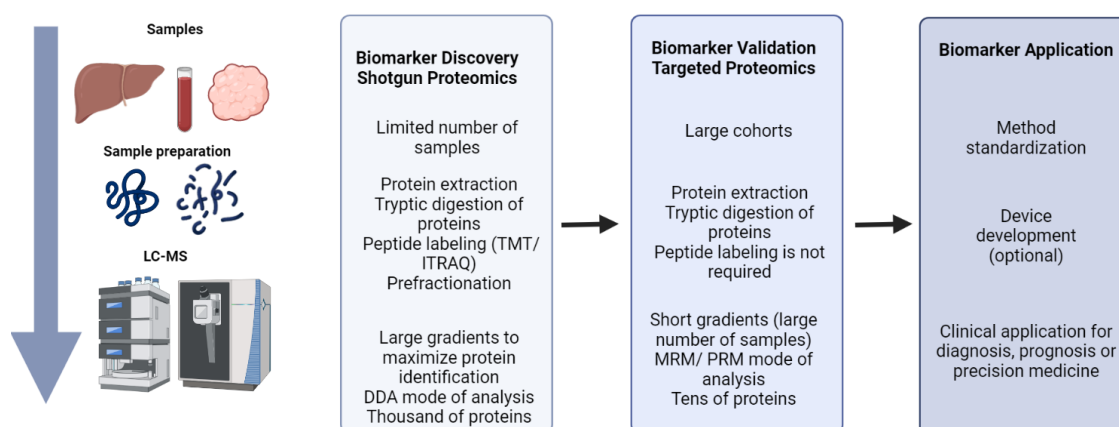 Samples
Sample preparation
LC-MS
Biomarker Discovery
Shotgun Proteomics
Limited number of
samples
Protein extraction
Tryptic digestion of
proteins
Peptide labeling (TMT/
ITRAQ)
Prefractionation
Large gradients to
maximize protein
identification
DDA mode of analysis
Thousand of proteins
Biomarker Validation
Targeted Proteomics
Large cohorts
Protein extraction
Tryptic digestion of
proteins
Peptide labeling is not
required
Short gradients (large
number of samples)
MRM/ PRM mode of
analysis
Tens of proteins
Biomarker Application
Method
standardization
Device
development
(optional)
Clinical application for
diagnosis, prognosis or
precision medicine